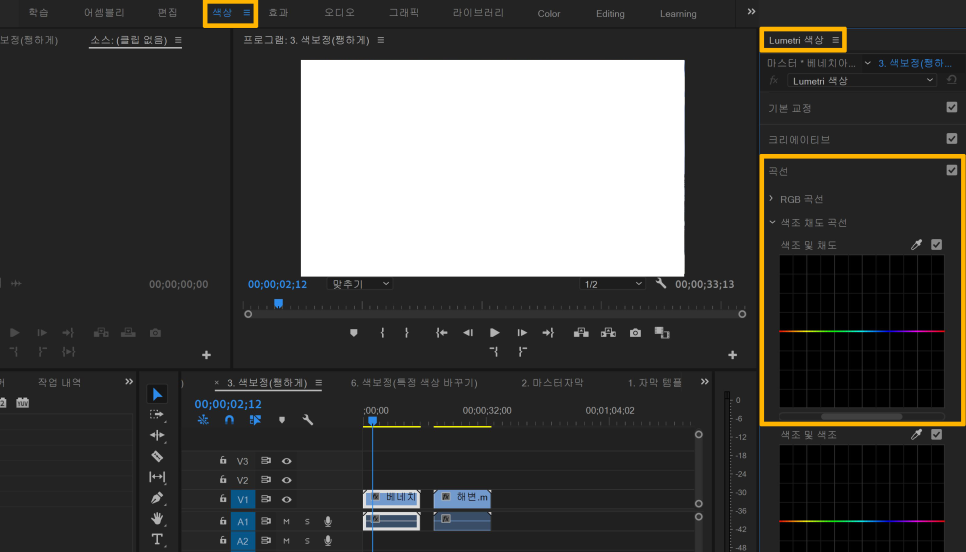 학습 어셈블리 편집 색상 효과 오디오 그래픽 라이브러리 Color Editing Learning
보정(쨍하게) 소스: (클립 없음)
프로그램: 3. 색보정(쨍하게)
00;00;00;00
00;00;02;12 맞추기 1/2 00;00;33;13
Lumetri 색상
마스터 * 베네치아... 3. 색보정(쨍하...
fx Lumetri 색상
기본 교정
크리에이티브
곡선
RGB 곡선
색조 채도 곡선
색조 및 채도
색조 및 색조
작업 내역
× 3. 색보정(쨍하게) 6. 색보정(특정 색상 바꾸기) 2. 마스터자막 1. 자막 템플
00;00;02;12
;00;00 00;00;32;00 00;01;04;02
V3
V2
V1 fx 베네치 fx 해변.m
A1 M S fx fx
A2 M S
0
-6
-12
-18
-24
-30
-36
-42
-48